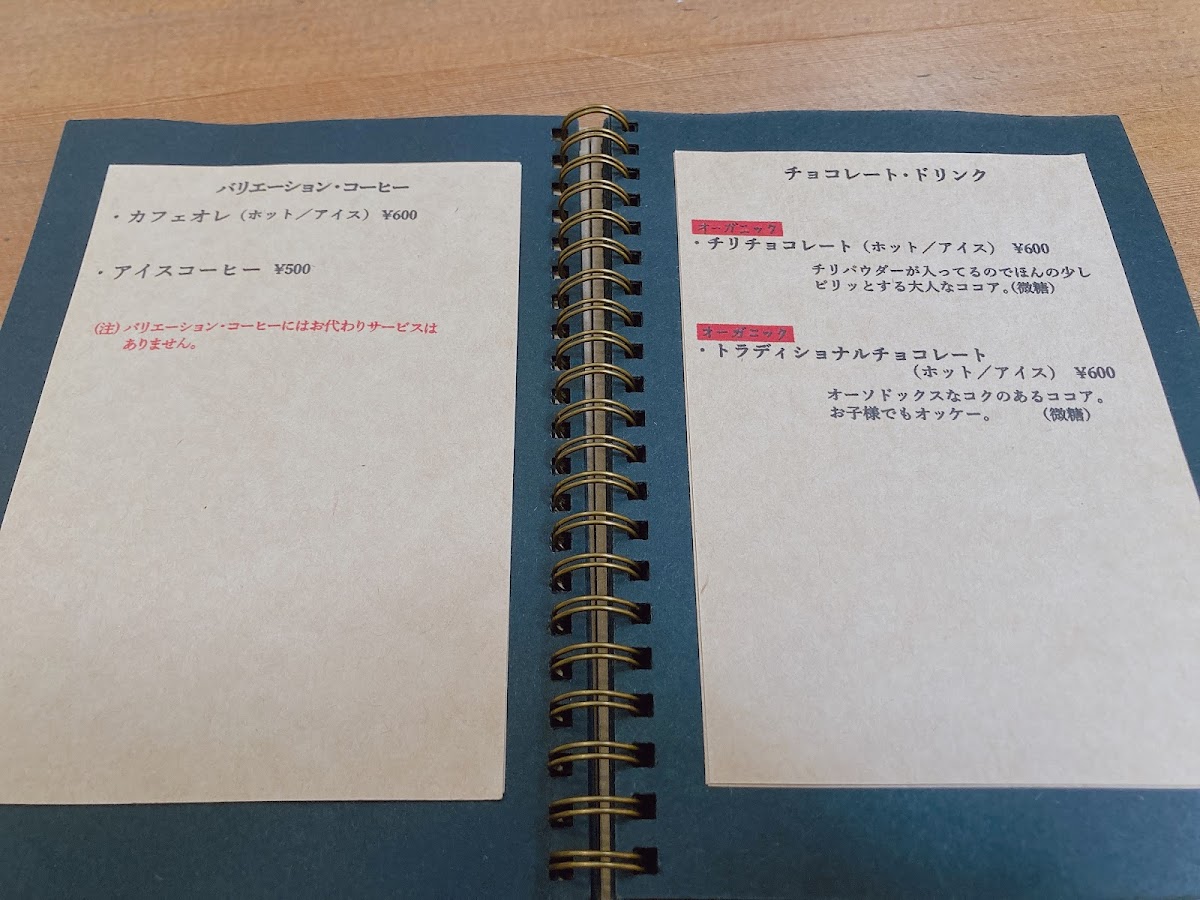 バリエーション・コーヒー
・カフェオレ(ホット／アイス) ¥600
・アイスコーヒー ¥500
(注)バリエーション・コーヒーにはお代わりサービスは
ありません。
チョコレート・ドリンク
オーガニック
・チリチョコレート(ホット／アイス) ¥600
チリパウダーが入ってるのでほんの少し
ピリッとする大人なココア。(微糖)
オーガニック
・トラディショナルチョコレート
(ホット／アイス) ¥600
オーソドックスなコクのあるココア。
お子様でもオッケー。 (微糖)